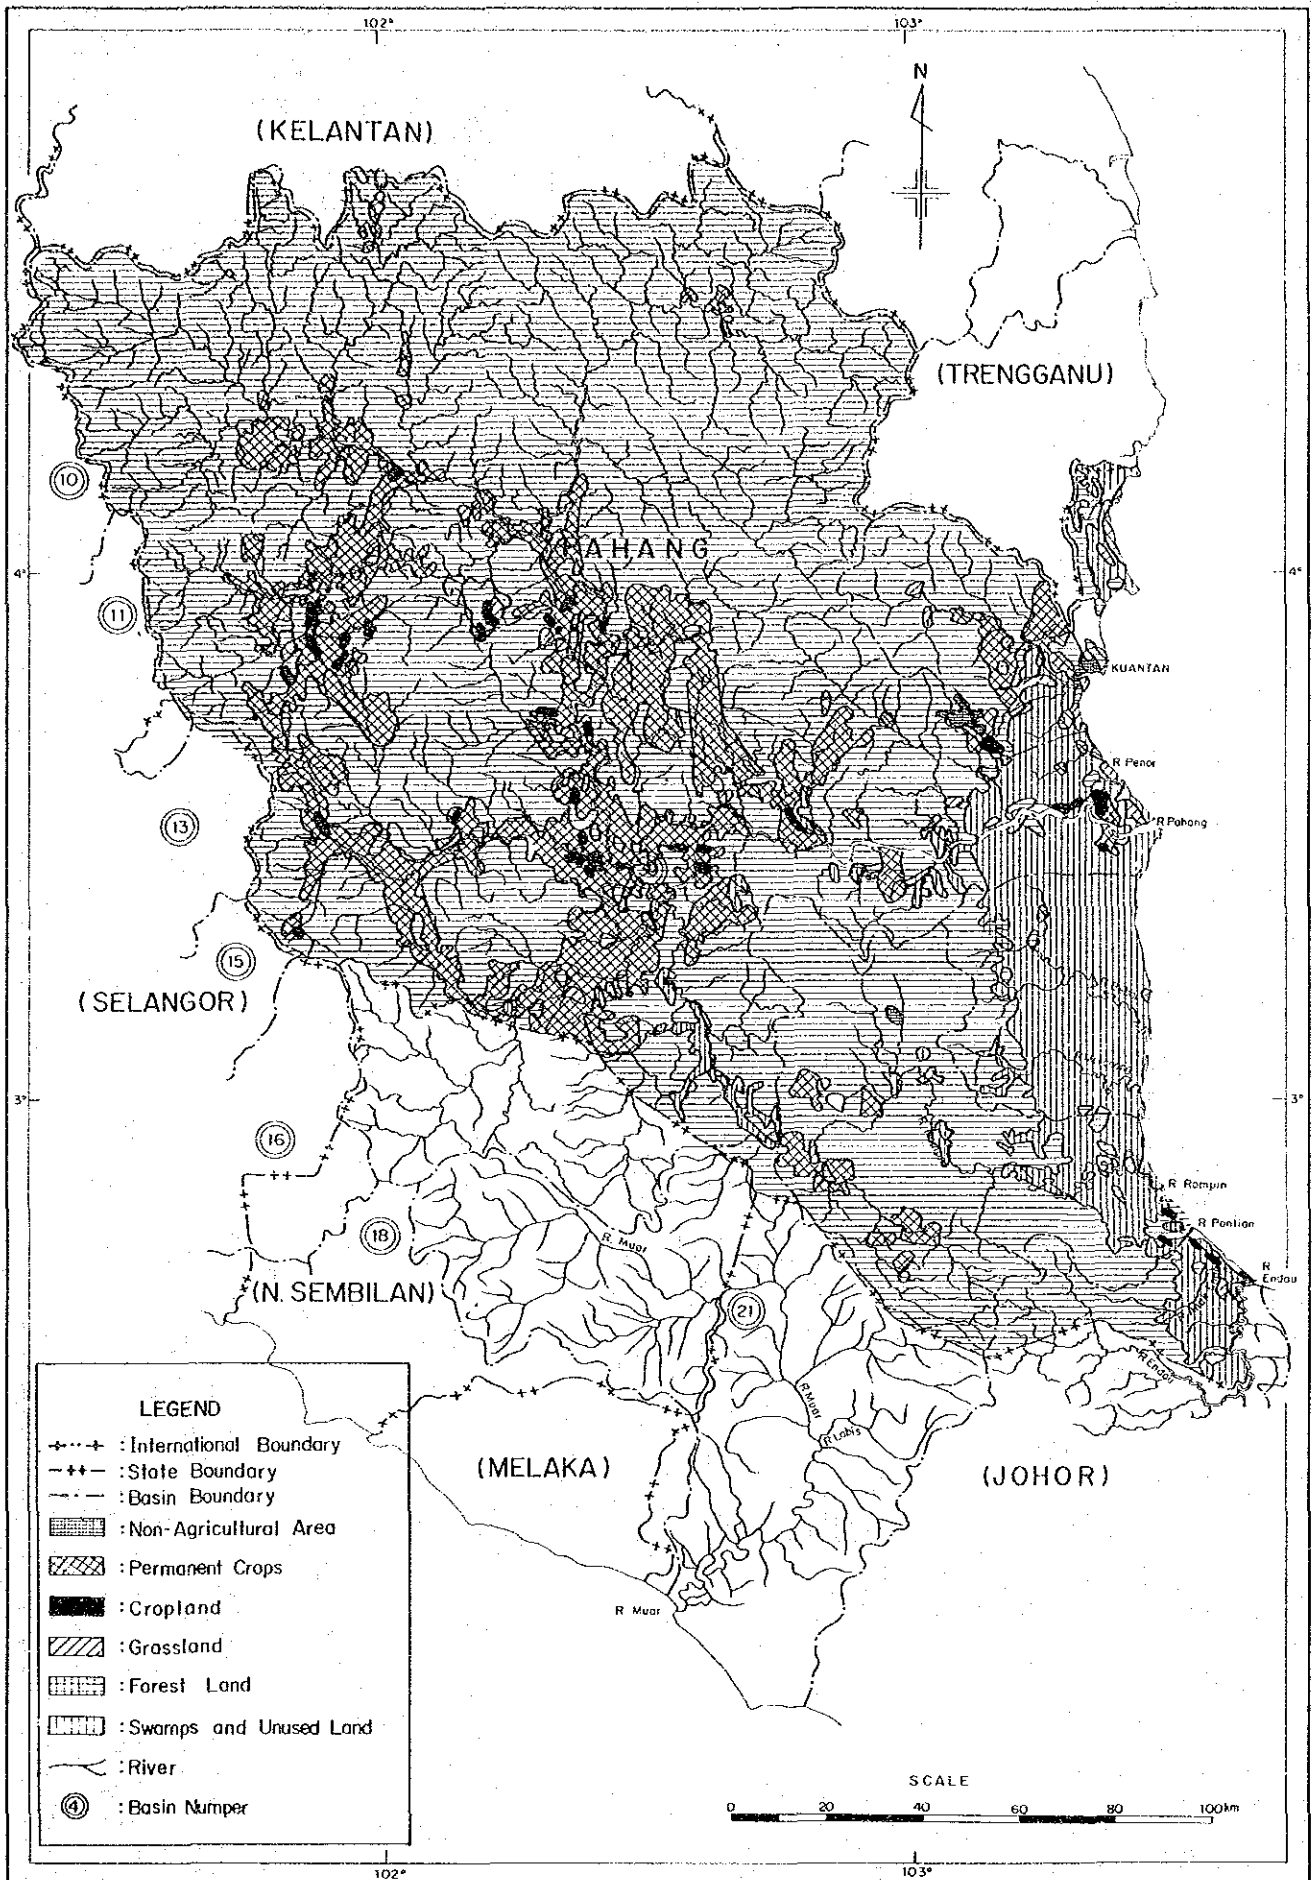 102°
103°
N
(KELANTAN)
(TRENGGANU)
10
PAHANG
4°
4°
11
KUANTAN
R Penor
13
R Pahang
15
(SELANGOR)
3°
3°
16
R Rompin
18
R Pontian
R. Muar
R
Endau
(N. SEMBILAN)
21
R Endau
R Muar
R Labis
(MELAKA)
(JOHOR)
R Muar
LEGEND
: International Boundary
: State Boundary
: Basin Boundary
: Non-Agricultural Area
: Permanent Crops
: Cropland
: Grassland
: Forest Land
: Swamps and Unused Land
: River
4 : Basin Numper
SCALE
0 20 40 60 80 100km
102°
103°